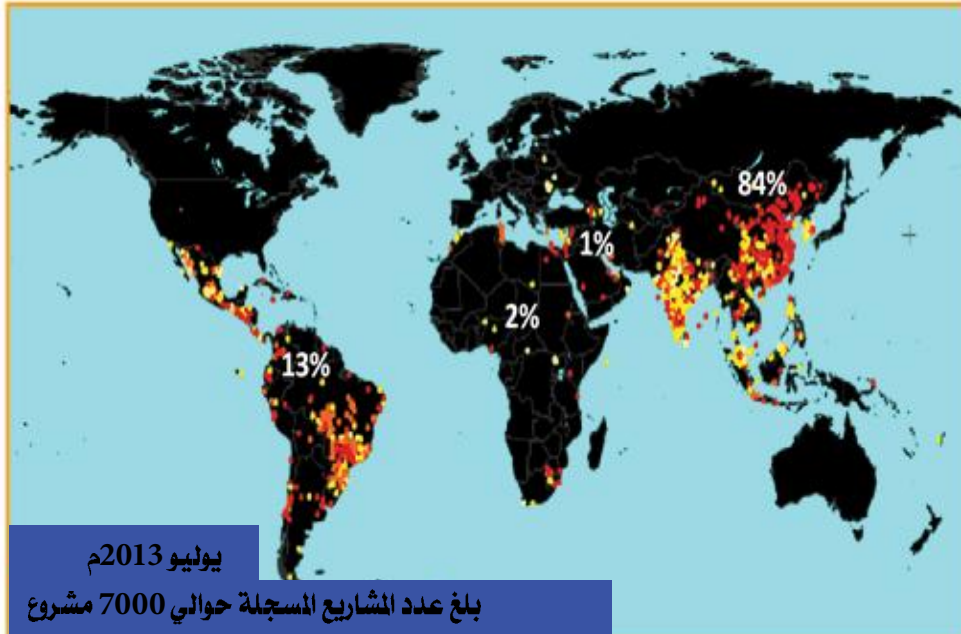 84%
1%
2%
13%
يوليو 2013م
بلغ عدد المشاريع المسجلة حوالي 7000 مشروع